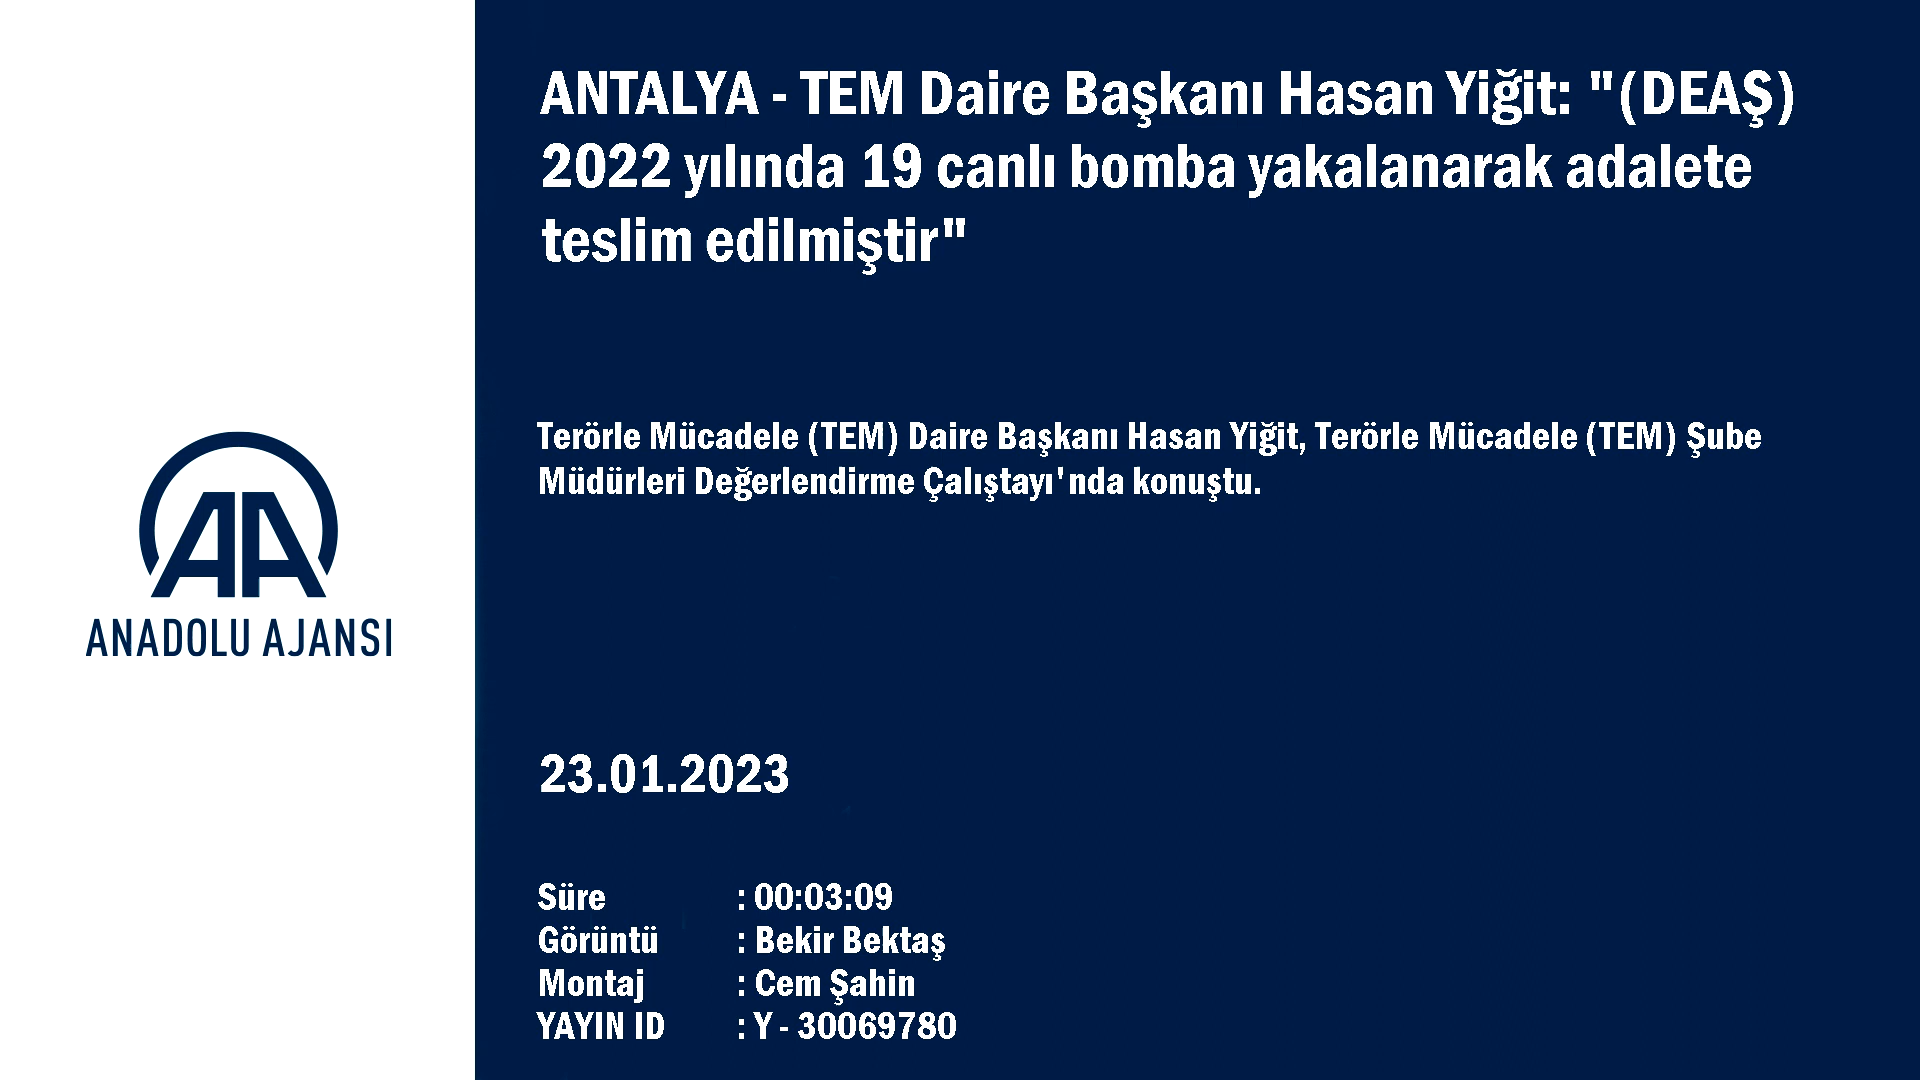 ANTALYA - TEM Daire Başkanı Hasan Yiğit: "(DEAŞ)
2022 yılında 19 canlı bomba yakalanarak adalete
teslim edilmiştir"
Terörle Mücadele (TEM) Daire Başkanı Hasan Yiğit, Terörle Mücadele (TEM) Şube
Müdürleri Değerlendirme Çalıştayı'nda konuştu.
AA
ANADOLU AJANSI
23.01.2023
Süre : 00:03:09
Görüntü : Bekir Bektaş
Montaj : Cem Şahin
YAYIN ID : Y - 30069780